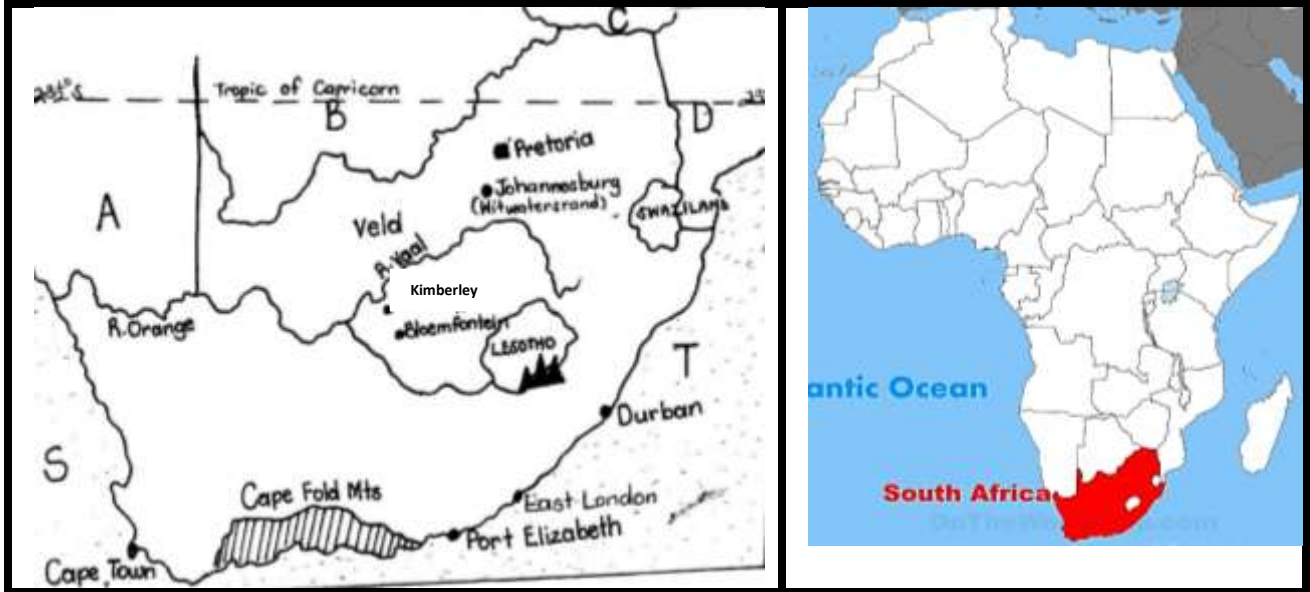 C
23½°S
Tropic of Capricorn
B
D
Pretoria
Johannesburg
(Witwatersrand)
A
SWAZILAND
Veld
R. Vaal
Kimberley
R. Orange
Bloemfontein
LESOTHO
T
Durban
S
Cape Fold Mts
East London
Port Elizabeth
Cape Town
antic Ocean
South Africa